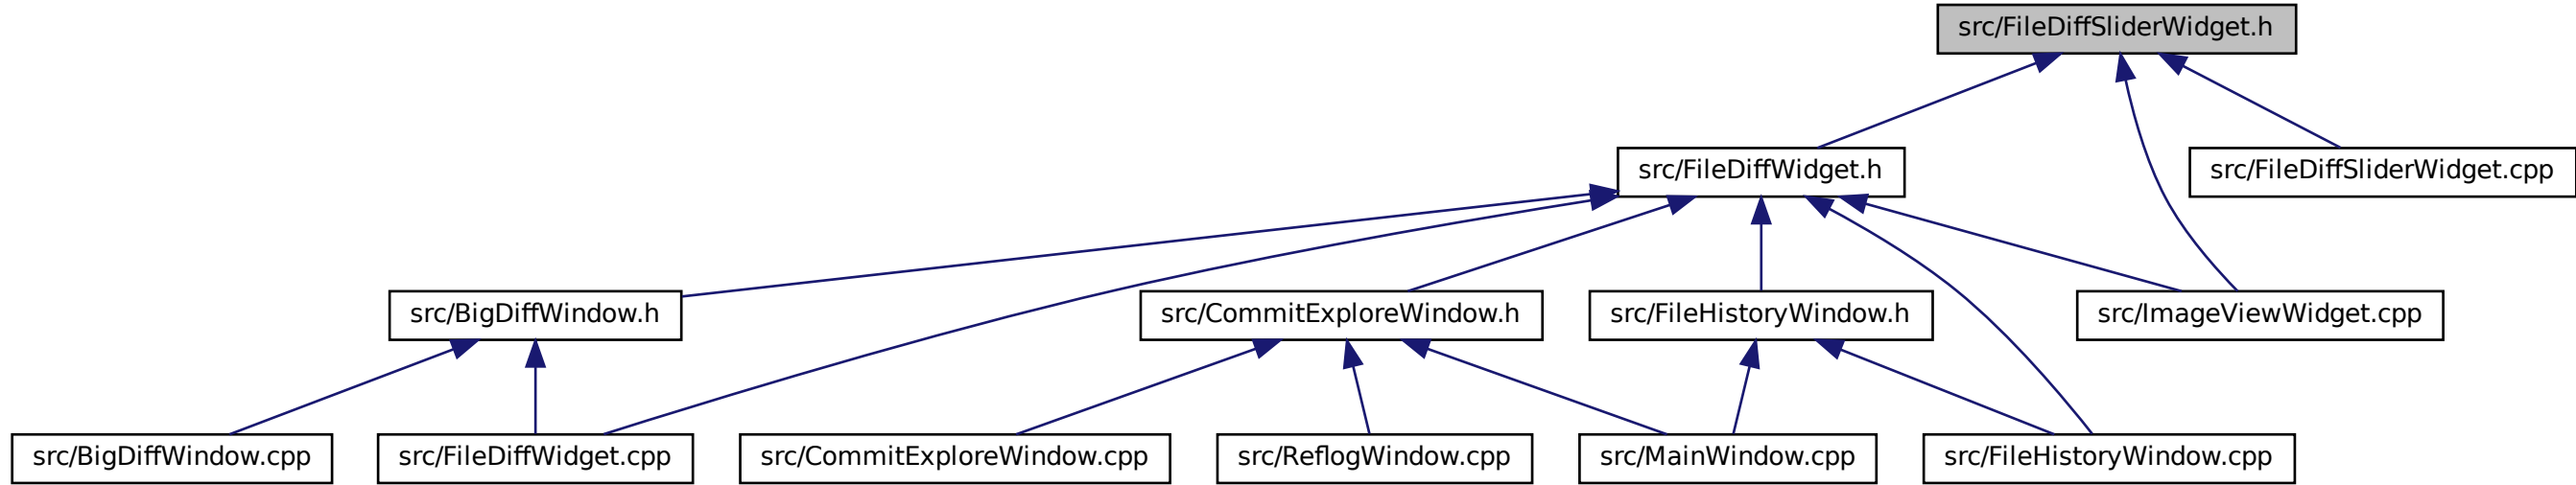 src/FileDiffSliderWidget.h
src/FileDiffWidget.h
src/FileDiffSliderWidget.cpp
src/BigDiffWindow.h
src/CommitExploreWindow.h
src/FileHistoryWindow.h
src/ImageViewWidget.cpp
src/BigDiffWindow.cpp
src/FileDiffWidget.cpp
src/CommitExploreWindow.cpp
src/ReflogWindow.cpp
src/MainWindow.cpp
src/FileHistoryWindow.cpp